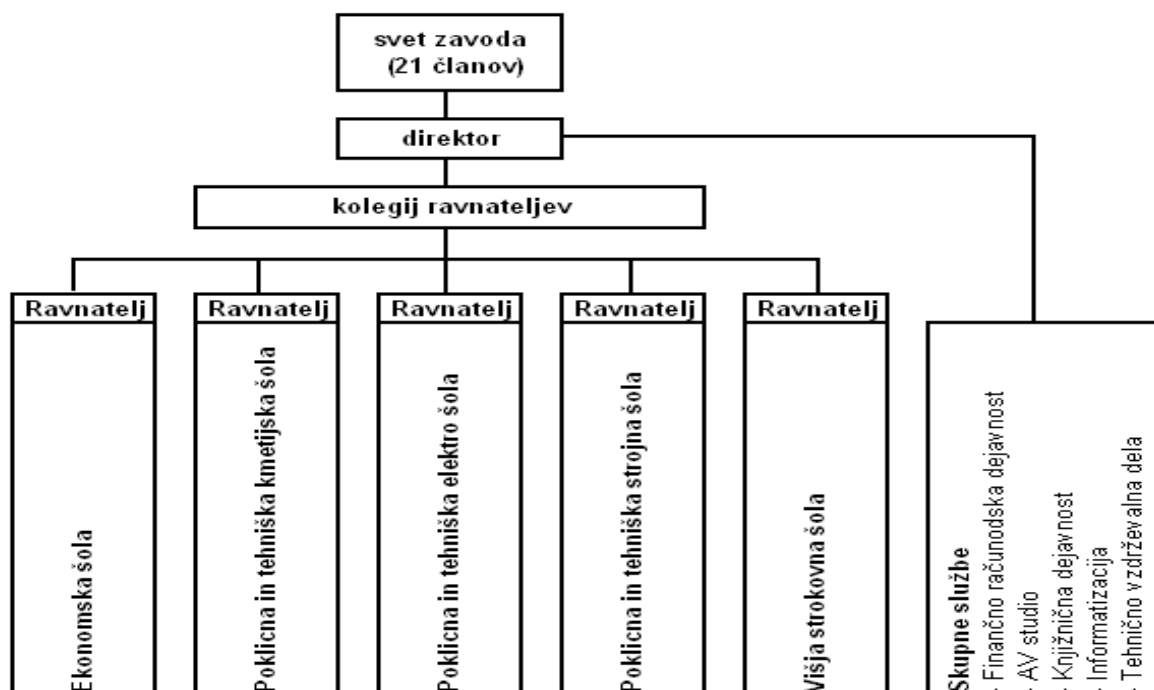 svet zavoda
(21 članov)
direktor
kolegij ravnateljev
Ravnatelj
Ravnatelj
Ravnatelj
Ravnatelj
Ravnatelj
Ekonomska šola
Poklicna in tehniška kmetijska šola
Poklicna in tehniška elektro šola
Poklicna in tehniška strojna šola
Višja strokovna šola
Skupne službe
- Finančno računodska dejavnost
- AV studio
- Knjižnična dejavnost
- Informatizacija
- Tehnično vzdrževalna dela